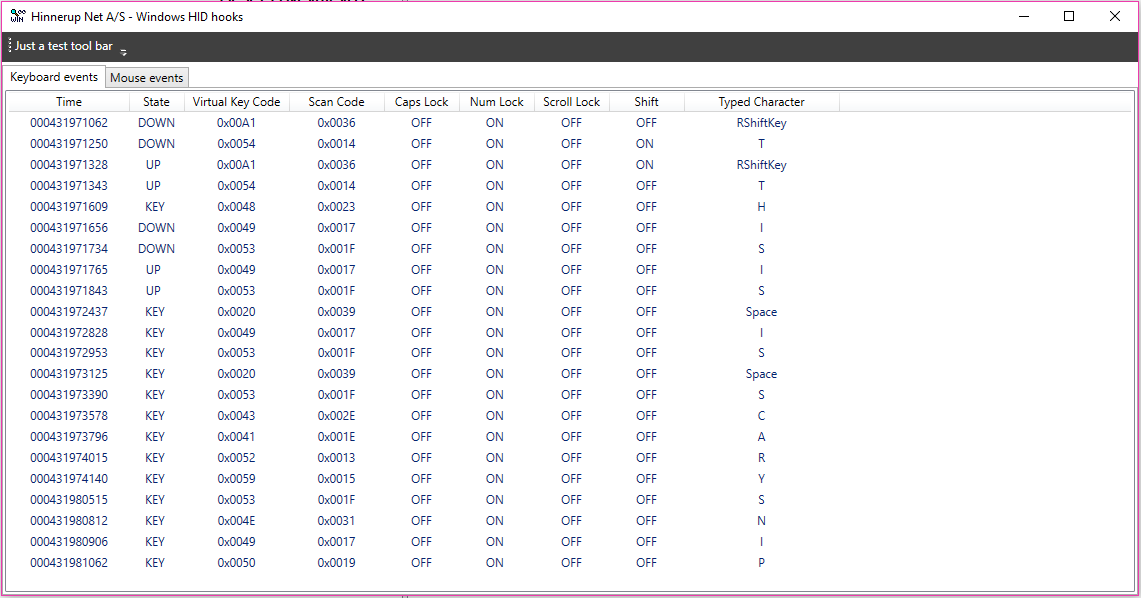 Hinnerup Net A/S - Windows HID hooks
Just a test tool bar
Keyboard events Mouse events
Time State Virtual Key Code Scan Code Caps Lock Num Lock Scroll Lock Shift Typed Character
000431971062 DOWN 0x00A1 0x0036 OFF ON OFF OFF RShiftKey
000431971250 DOWN 0x0054 0x0014 OFF ON OFF ON T
000431971328 UP 0x00A1 0x0036 OFF ON OFF ON RShiftKey
000431971343 UP 0x0054 0x0014 OFF ON OFF OFF T
000431971609 KEY 0x0048 0x0023 OFF ON OFF OFF H
000431971656 DOWN 0x0049 0x0017 OFF ON OFF OFF I
000431971734 DOWN 0x0053 0x001F OFF ON OFF OFF S
000431971765 UP 0x0049 0x0017 OFF ON OFF OFF I
000431971843 UP 0x0053 0x001F OFF ON OFF OFF S
000431972437 KEY 0x0020 0x0039 OFF ON OFF OFF Space
000431972828 KEY 0x0049 0x0017 OFF ON OFF OFF I
000431972953 KEY 0x0053 0x001F OFF ON OFF OFF S
000431973125 KEY 0x0020 0x0039 OFF ON OFF OFF Space
000431973390 KEY 0x0053 0x001F OFF ON OFF OFF S
000431973578 KEY 0x0043 0x002E OFF ON OFF OFF C
000431973796 KEY 0x0041 0x001E OFF ON OFF OFF A
000431974015 KEY 0x0052 0x0013 OFF ON OFF OFF R
000431974140 KEY 0x0059 0x0015 OFF ON OFF OFF Y
000431980515 KEY 0x0053 0x001F OFF ON OFF OFF S
000431980812 KEY 0x004E 0x0031 OFF ON OFF OFF N
000431980906 KEY 0x0049 0x0017 OFF ON OFF OFF I
000431981062 KEY 0x0050 0x0019 OFF ON OFF OFF P